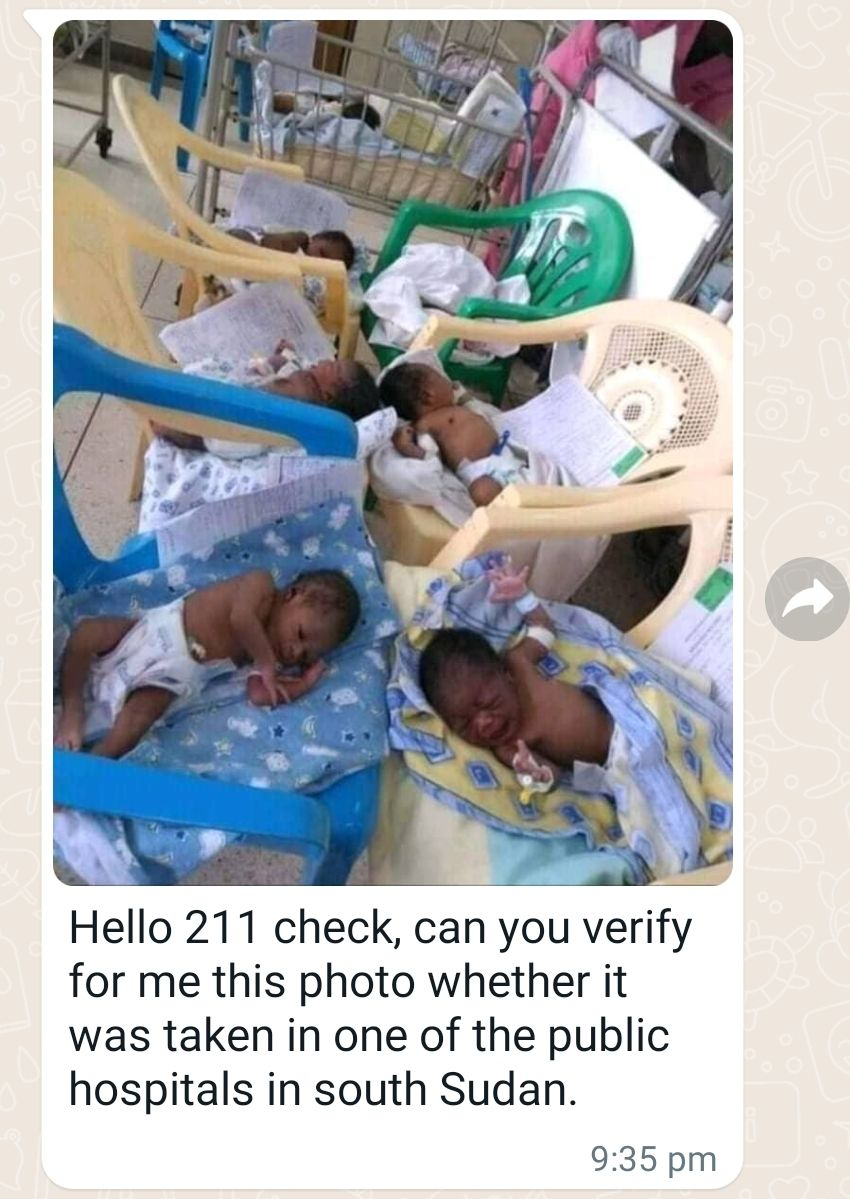 Hello 211 check, can you verify
for me this photo whether it
was taken in one of the public
hospitals in south Sudan.
9:35 pm